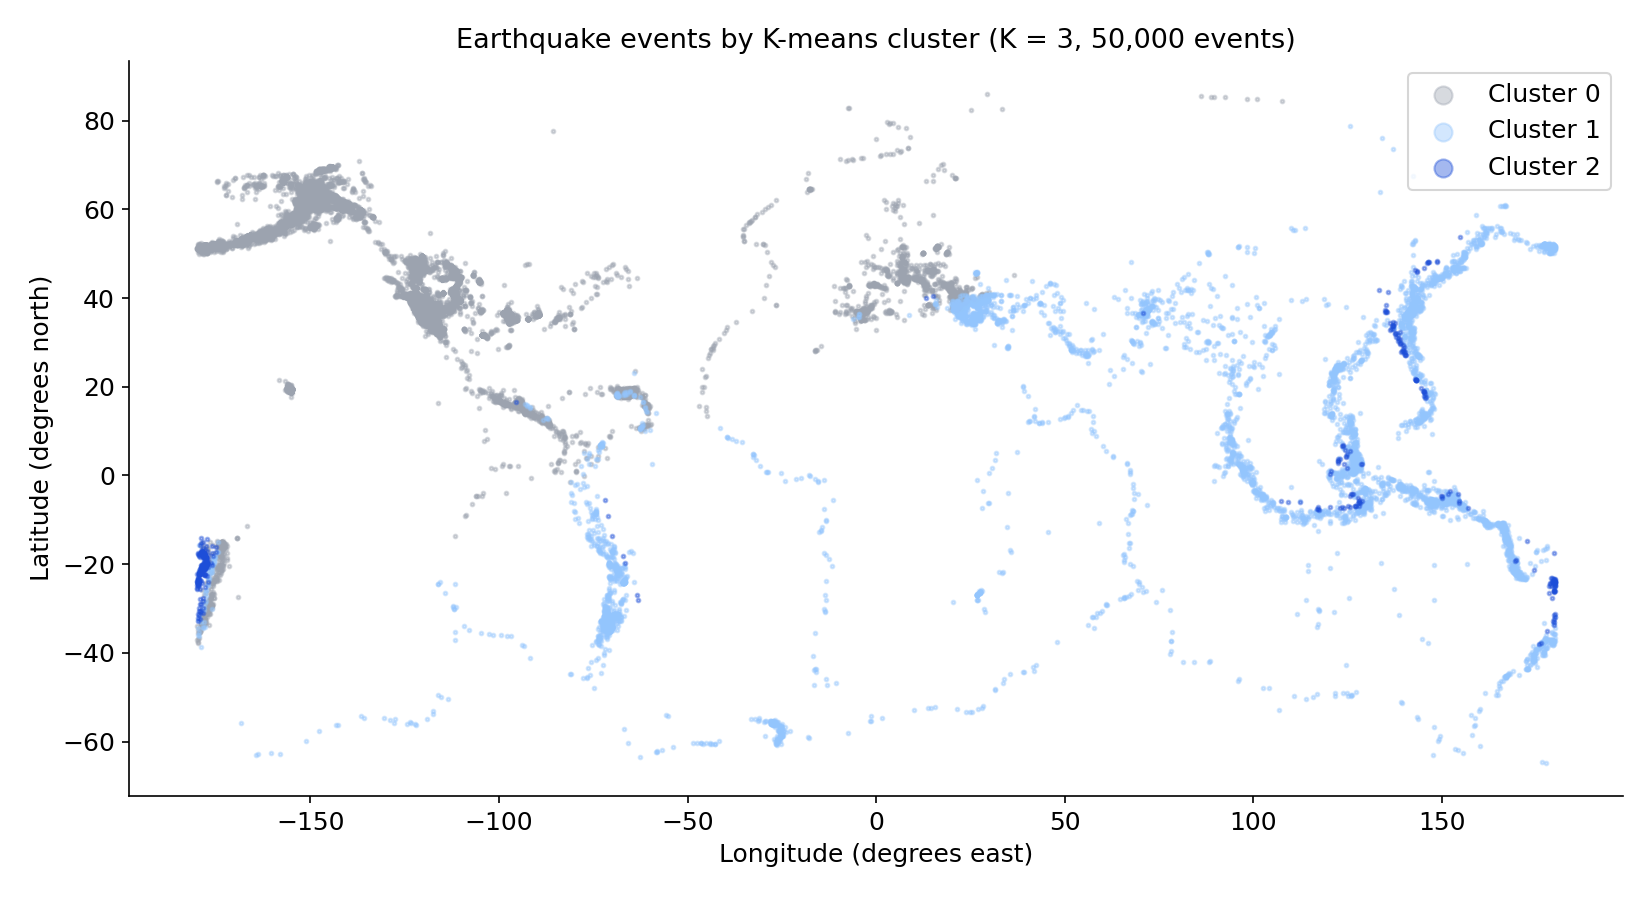 Earthquake events by K-means cluster (K = 3, 50,000 events)
Cluster 0
Cluster 1
Cluster 2
Latitude (degrees north)
80
60
40
20
0
−20
−40
−60
−150 −100 −50 0 50 100 150
Longitude (degrees east)